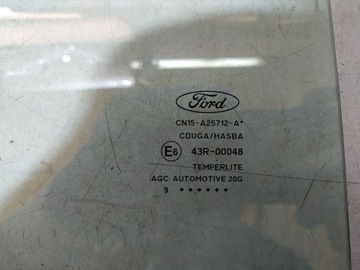 Ford
CN15-A25712-A*
CDUGA/HASBA
E6 43R-00048
TEMPERLITE
AGC AUTOMOTIVE 20G
9 ••••••